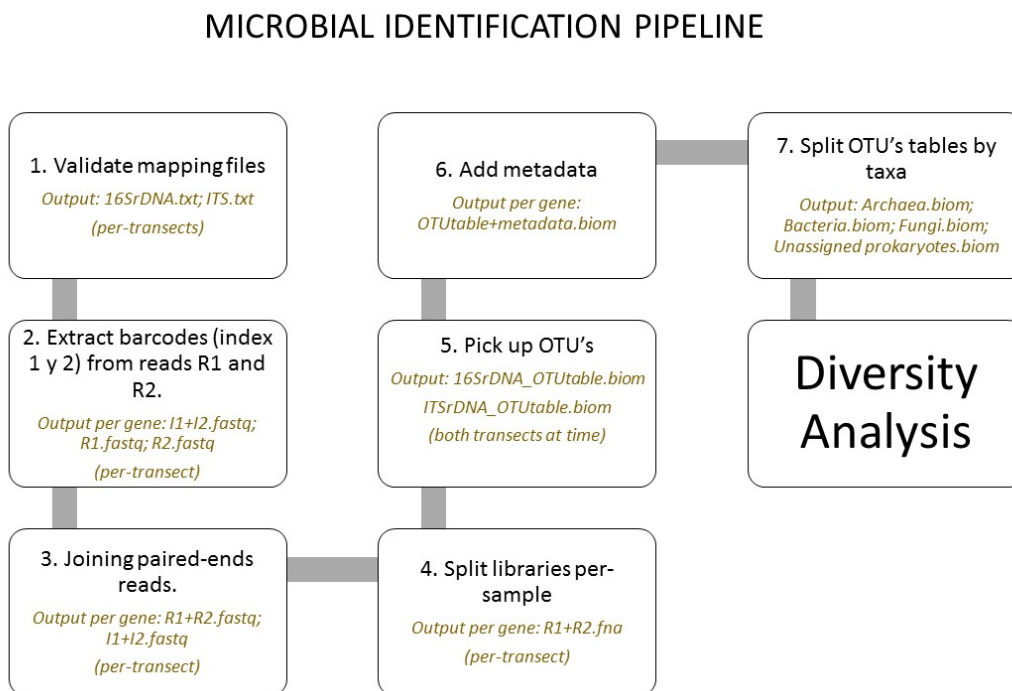 MICROBIAL IDENTIFICATION PIPELINE
1. Validate mapping files
Output: 16SrDNA.txt; ITS.txt
(per-transects)
2. Extract barcodes (index
1 y 2) from reads R1 and
R2.
Output per gene: I1+I2.fastq;
R1.fastq; R2.fastq
(per-transect)
3. Joining paired-ends
reads.
Output per gene: R1+R2.fastq;
I1+I2.fastq
(per-transect)
4. Split libraries per-
sample
Output per gene: R1+R2.fna
(per-transect)
5. Pick up OTU's
Output: 16SrDNA_OTUtable.biom
ITSrDNA_OTUtable.biom
(both transects at time)
6. Add metadata
Output per gene:
OTUtable+metadata.biom
7. Split OTU's tables by
taxa
Output: Archaea.biom;
Bacteria.biom; Fungi.biom;
Unassigned prokaryotes.biom
Diversity
Analysis